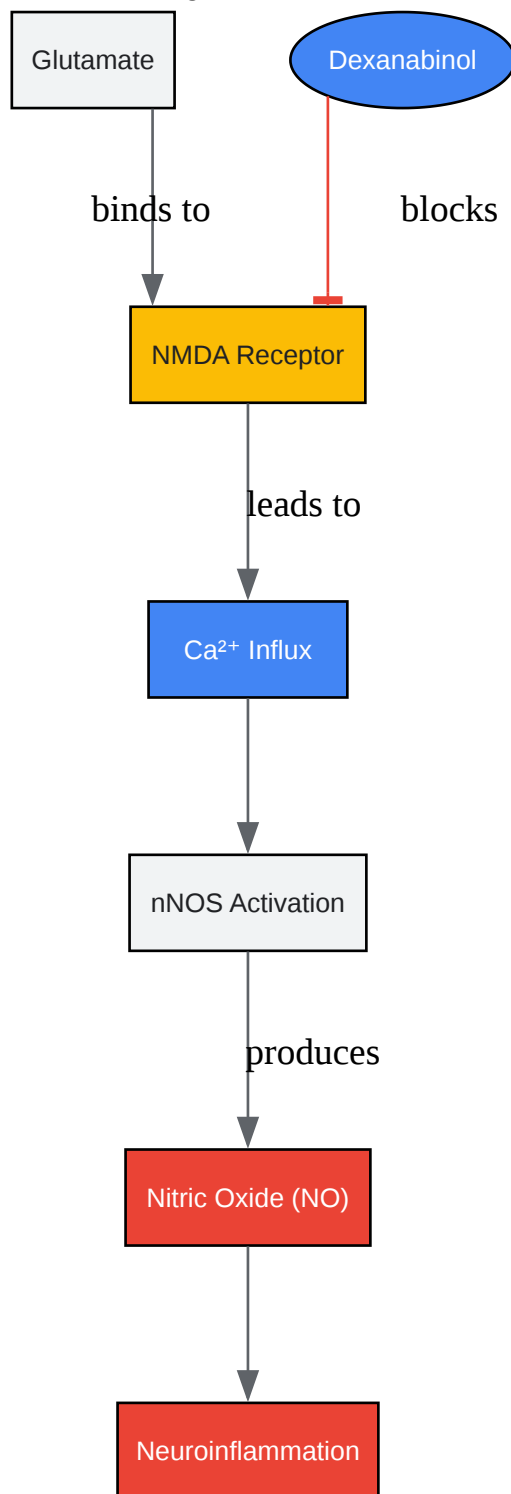 Glutamate
Dexanabinol
binds to
blocks
NMDA Receptor
leads to
Ca²⁺ Influx
nNOS Activation
produces
Nitric Oxide (NO)
Neuroinflammation